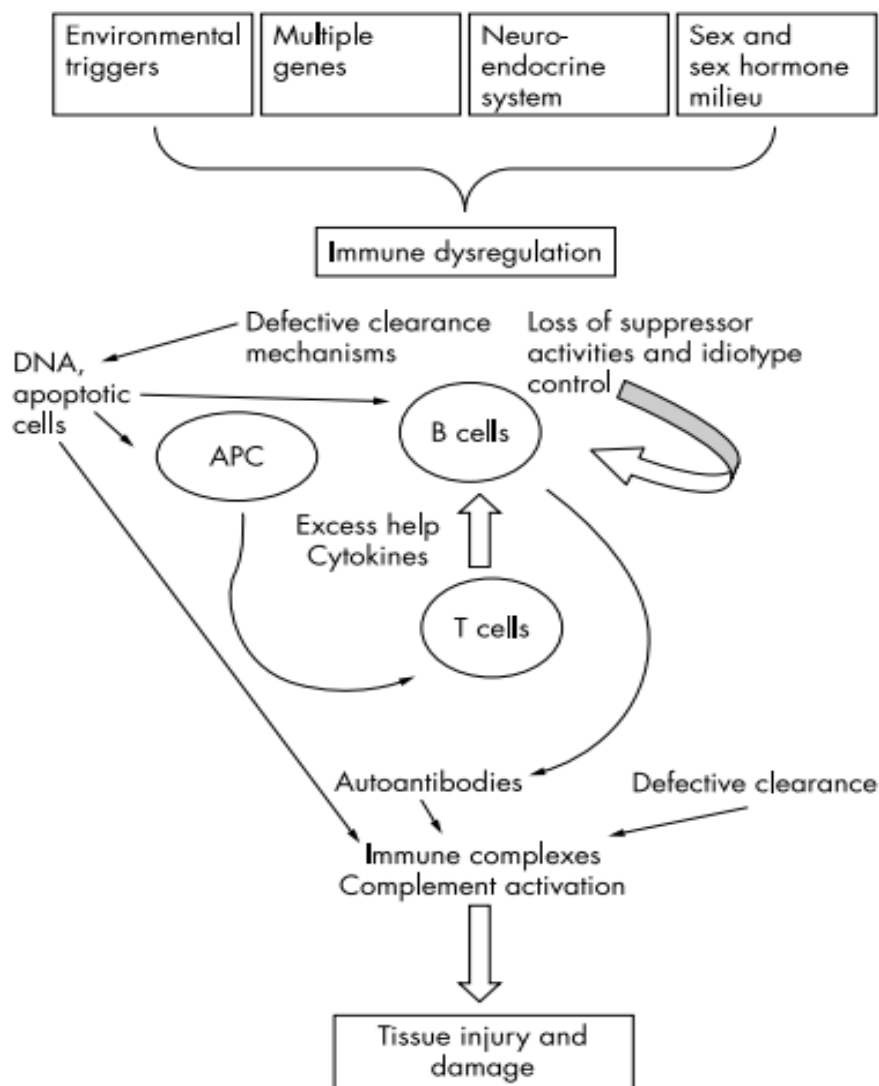 Environmental
triggers
Multiple
genes
Neuro-
endocrine
system
Sex and
sex hormone
milieu
Immune dysregulation
Defective clearance
mechanisms
Loss of suppressor
activities and idiotype
control
DNA,
apoptotic
cells
B cells
APC
Excess help
Cytokines
T cells
Autoantibodies
Defective clearance
Immune complexes
Complement activation
Tissue injury and
damage